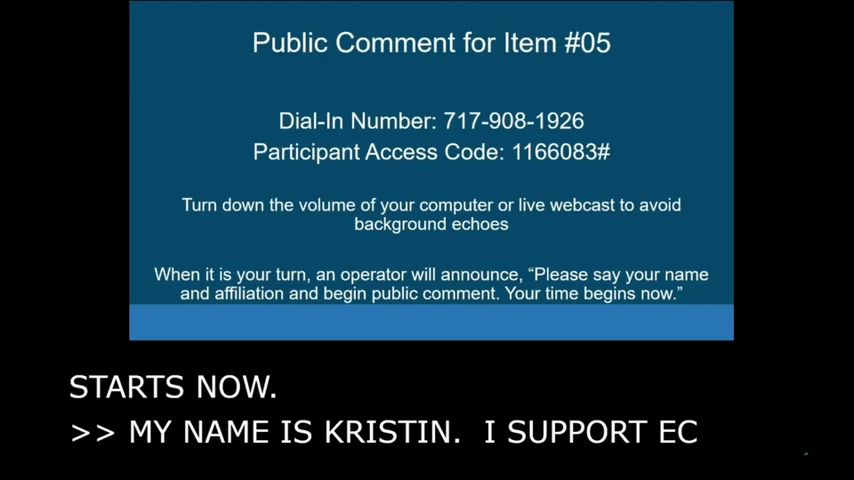 Public Comment for Item #05
Dial-In Number: 717-908-1926
Participant Access Code: 1166083#
Turn down the volume of your computer or live webcast to avoid
background echoes
When it is your turn, an operator will announce, “Please say your name
and affiliation and begin public comment. Your time begins now.”
STARTS NOW.
>> MY NAME IS KRISTIN.  I SUPPORT EC